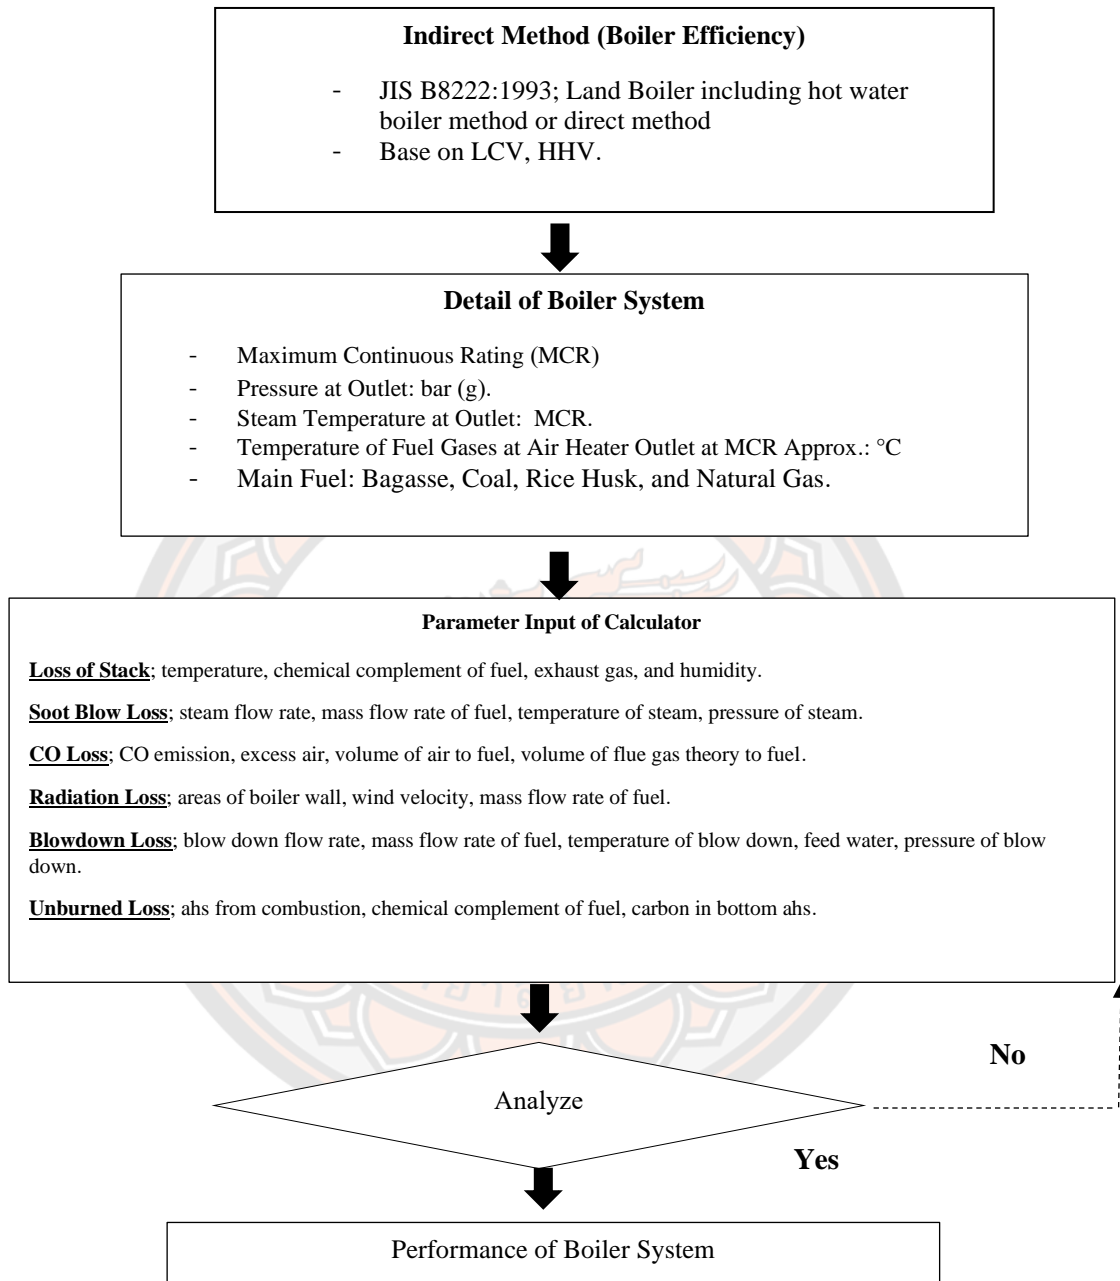 Indirect Method (Boiler Efficiency)
- JIS B8222:1993; Land Boiler including hot water
boiler method or direct method
- Base on LCV, HHV.
Detail of Boiler System
- Maximum Continuous Rating (MCR)
- Pressure at Outlet: bar (g).
- Steam Temperature at Outlet:  MCR.
- Temperature of Fuel Gases at Air Heater Outlet at MCR Approx.: °C
- Main Fuel: Bagasse, Coal, Rice Husk, and Natural Gas.
Parameter Input of Calculator
Loss of Stack; temperature, chemical complement of fuel, exhaust gas, and humidity.
Soot Blow Loss; steam flow rate, mass flow rate of fuel, temperature of steam, pressure of steam.
CO Loss; CO emission, excess air, volume of air to fuel, volume of flue gas theory to fuel.
Radiation Loss; areas of boiler wall, wind velocity, mass flow rate of fuel.
Blowdown Loss; blow down flow rate, mass flow rate of fuel, temperature of blow down, feed water, pressure of blow
down.
Unburned Loss; ahs from combustion, chemical complement of fuel, carbon in bottom ahs.
No
Analyze
Yes
Performance of Boiler System